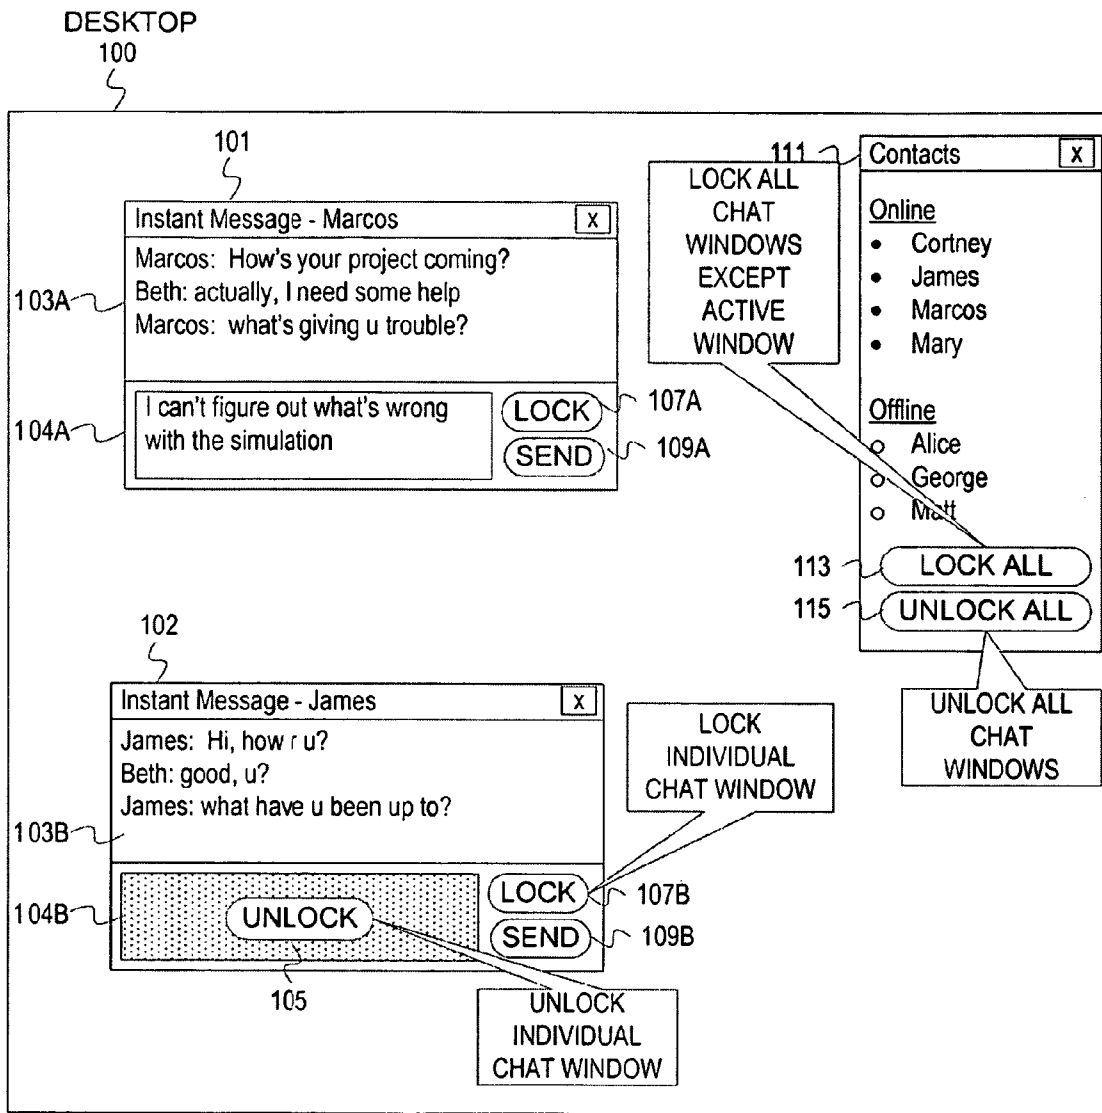 DESKTOP
100
101
Instant Message - Marcos X
Marcos: How's your project coming?
Beth: actually, I need some help
Marcos: what's giving u trouble?
103A
I can't figure out what's wrong
with the simulation
104A
LOCK
107A
SEND
109A
111
Contacts X
LOCK ALL
CHAT
WINDOWS
EXCEPT
ACTIVE
WINDOW
Online
• Cortney
• James
• Marcos
• Mary
Offline
○ Alice
○ George
○ Matt
113
LOCK ALL
115
UNLOCK ALL
UNLOCK ALL
CHAT
WINDOWS
102
Instant Message - James X
James: Hi, how r u?
Beth: good, u?
James: what have u been up to?
103B
LOCK
INDIVIDUAL
CHAT WINDOW
104B
UNLOCK
105
LOCK
107B
SEND
109B
UNLOCK
INDIVIDUAL
CHAT WINDOW